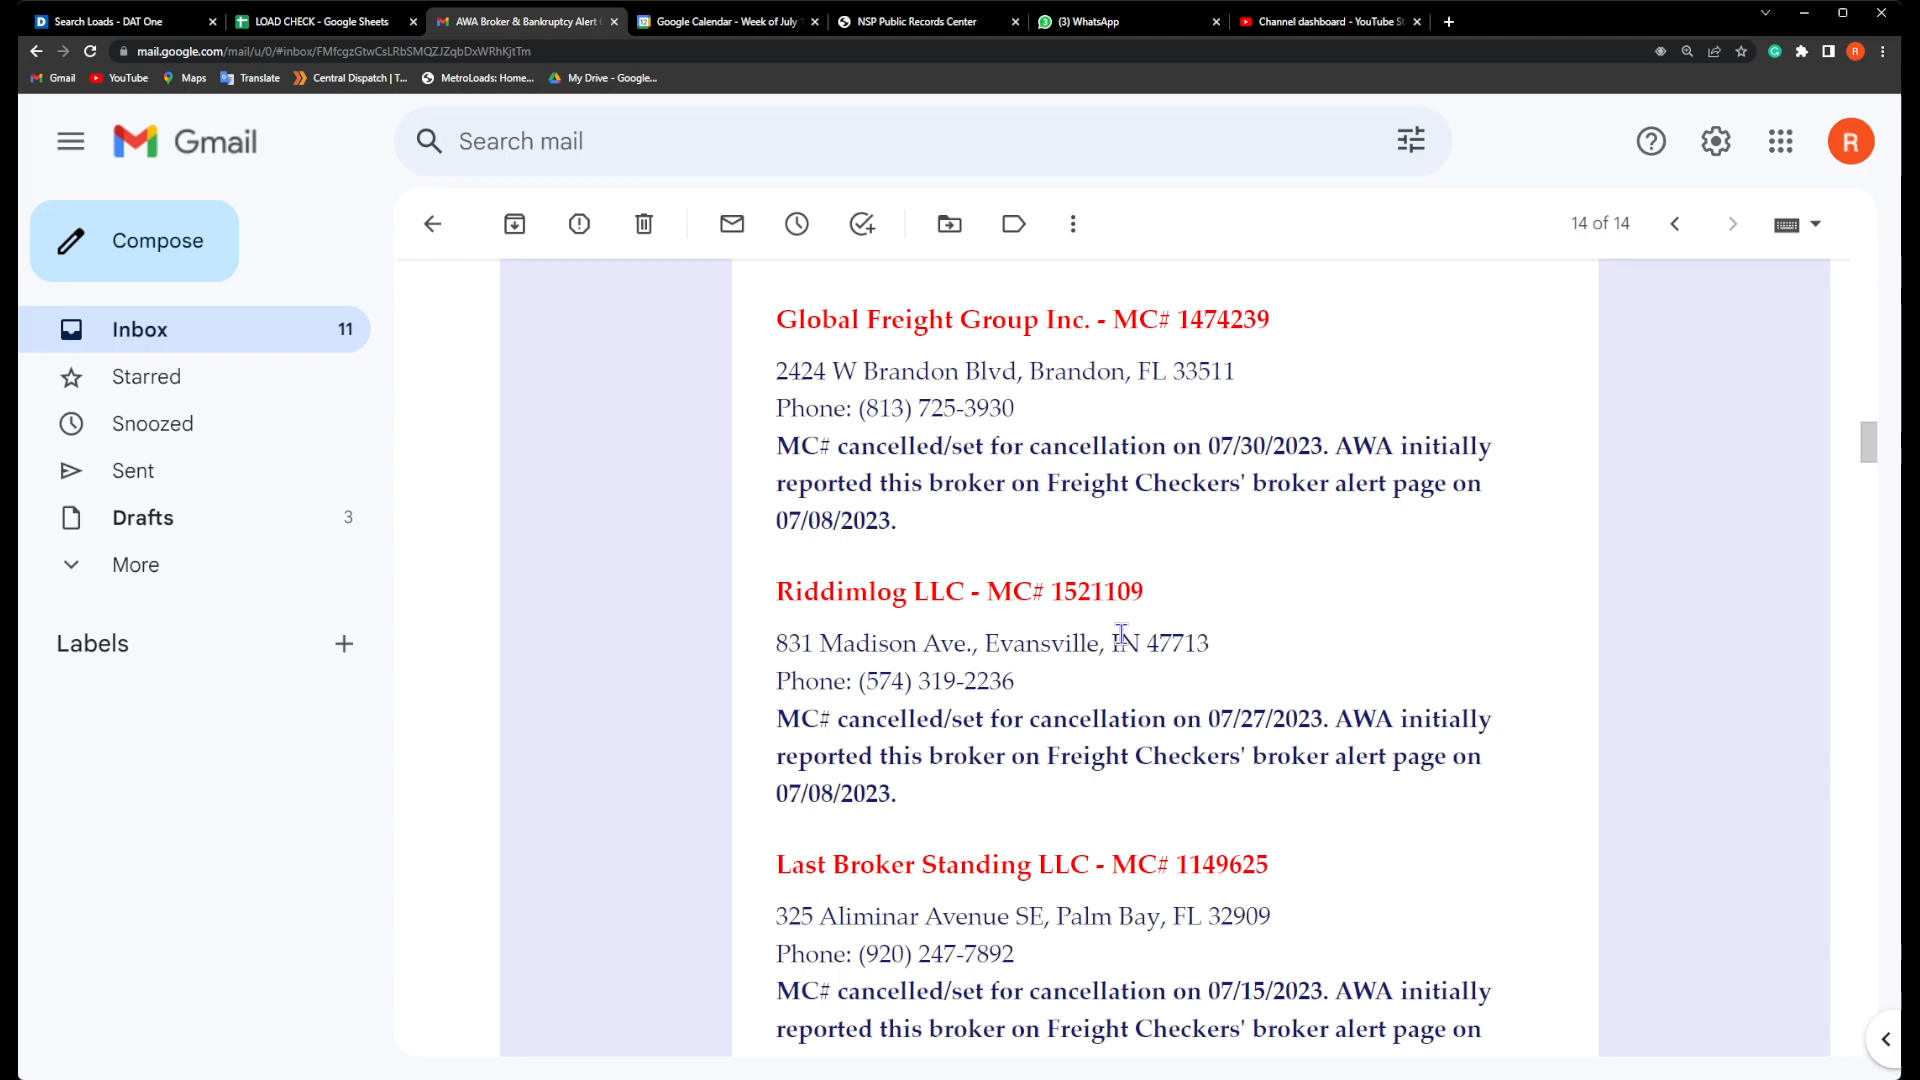 Search Loads - DAT One
LOAD CHECK - Google Sheets
AWA Broker & Bankruptcy Alert
Google Calendar - Week of July
NSP Public Records Center
(3) WhatsApp
Channel dashboard - YouTube St
mail.google.com/mail/u/0/#inbox/FMfcgzGtwCsLRbSMQZJZqbDxWRhKjtTm
R
Gmail
YouTube
Maps
Translate
Central Dispatch | T...
MetroLoads: Home...
My Drive - Google...
Gmail
Search mail
R
Compose
14 of 14
Inbox 11
Starred
Snoozed
Sent
Drafts 3
More
Labels
Global Freight Group Inc. - MC# 1474239
2424 W Brandon Blvd, Brandon, FL 33511
Phone: (813) 725-3930
MC# cancelled/set for cancellation on 07/30/2023. AWA initially
reported this broker on Freight Checkers' broker alert page on
07/08/2023.
Riddimlog LLC - MC# 1521109
831 Madison Ave., Evansville, IN 47713
Phone: (574) 319-2236
MC# cancelled/set for cancellation on 07/27/2023. AWA initially
reported this broker on Freight Checkers' broker alert page on
07/08/2023.
Last Broker Standing LLC - MC# 1149625
325 Aliminar Avenue SE, Palm Bay, FL 32909
Phone: (920) 247-7892
MC# cancelled/set for cancellation on 07/15/2023. AWA initially
reported this broker on Freight Checkers' broker alert page on